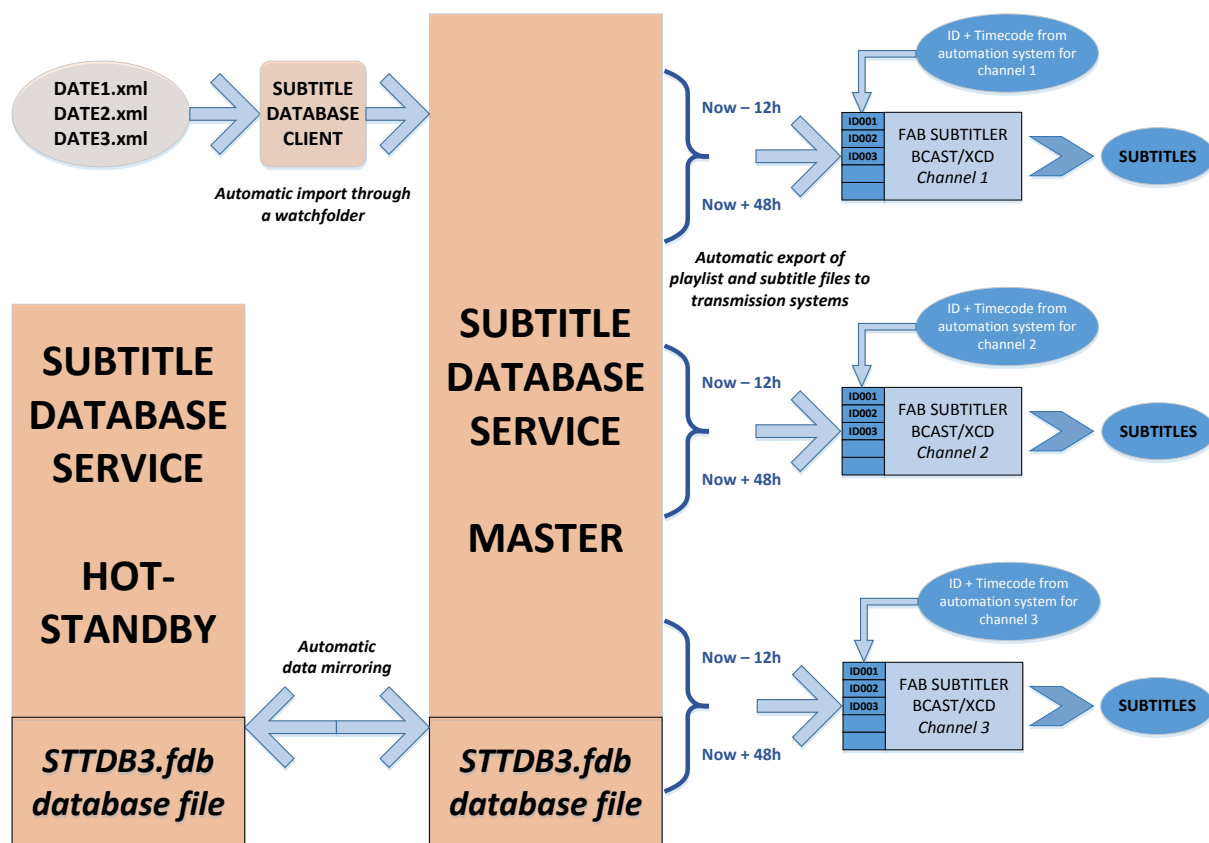 DATE1.xml
DATE2.xml
DATE3.xml
SUBTITLE
DATABASE
CLIENT
Automatic import through
a watchfolder
SUBTITLE
DATABASE
SERVICE
HOT-
STANDBY
STTDB3.fdb
database file
Automatic
data mirroring
SUBTITLE
DATABASE
SERVICE
MASTER
STTDB3.fdb
database file
Now – 12h
Now + 48h
Automatic export of
playlist and subtitle files to
transmission systems
ID + Timecode from
automation system for
channel 1
ID001
ID002
ID003
FAB SUBTITLER
BCAST/XCD
Channel 1
SUBTITLES
Now – 12h
Now + 48h
ID + Timecode from
automation system for
channel 2
ID001
ID002
ID003
FAB SUBTITLER
BCAST/XCD
Channel 2
SUBTITLES
Now – 12h
Now + 48h
ID + Timecode from
automation system for
channel 3
ID001
ID002
ID003
FAB SUBTITLER
BCAST/XCD
Channel 3
SUBTITLES